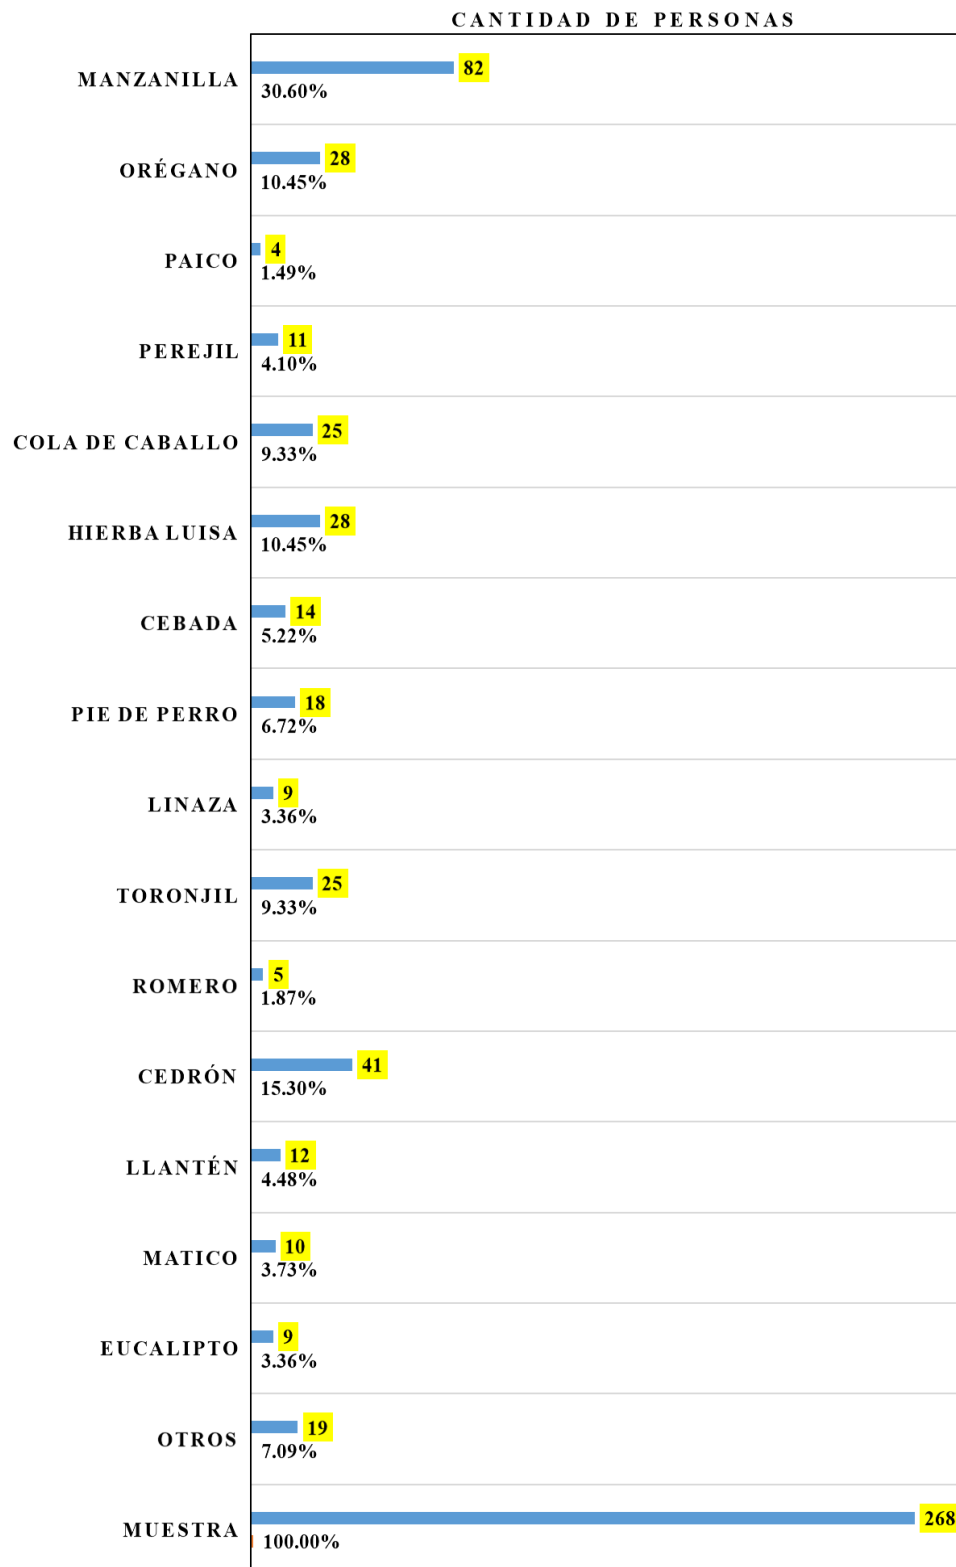 CANTIDAD DE PERSONAS
MANZANILLA
82
30.60%
ORÉGANO
28
10.45%
PAICO
4
1.49%
PEREJIL
11
4.10%
COLA DE CABALLO
25
9.33%
HIERBA LUISA
28
10.45%
CEBADA
14
5.22%
PIE DE PERRO
18
6.72%
LINAZA
9
3.36%
TORONJIL
25
9.33%
ROMERO
5
1.87%
CEDRÓN
41
15.30%
LLANTÉN
12
4.48%
MATICO
10
3.73%
EUCALIPTO
9
3.36%
OTROS
19
7.09%
MUESTRA
268
100.00%